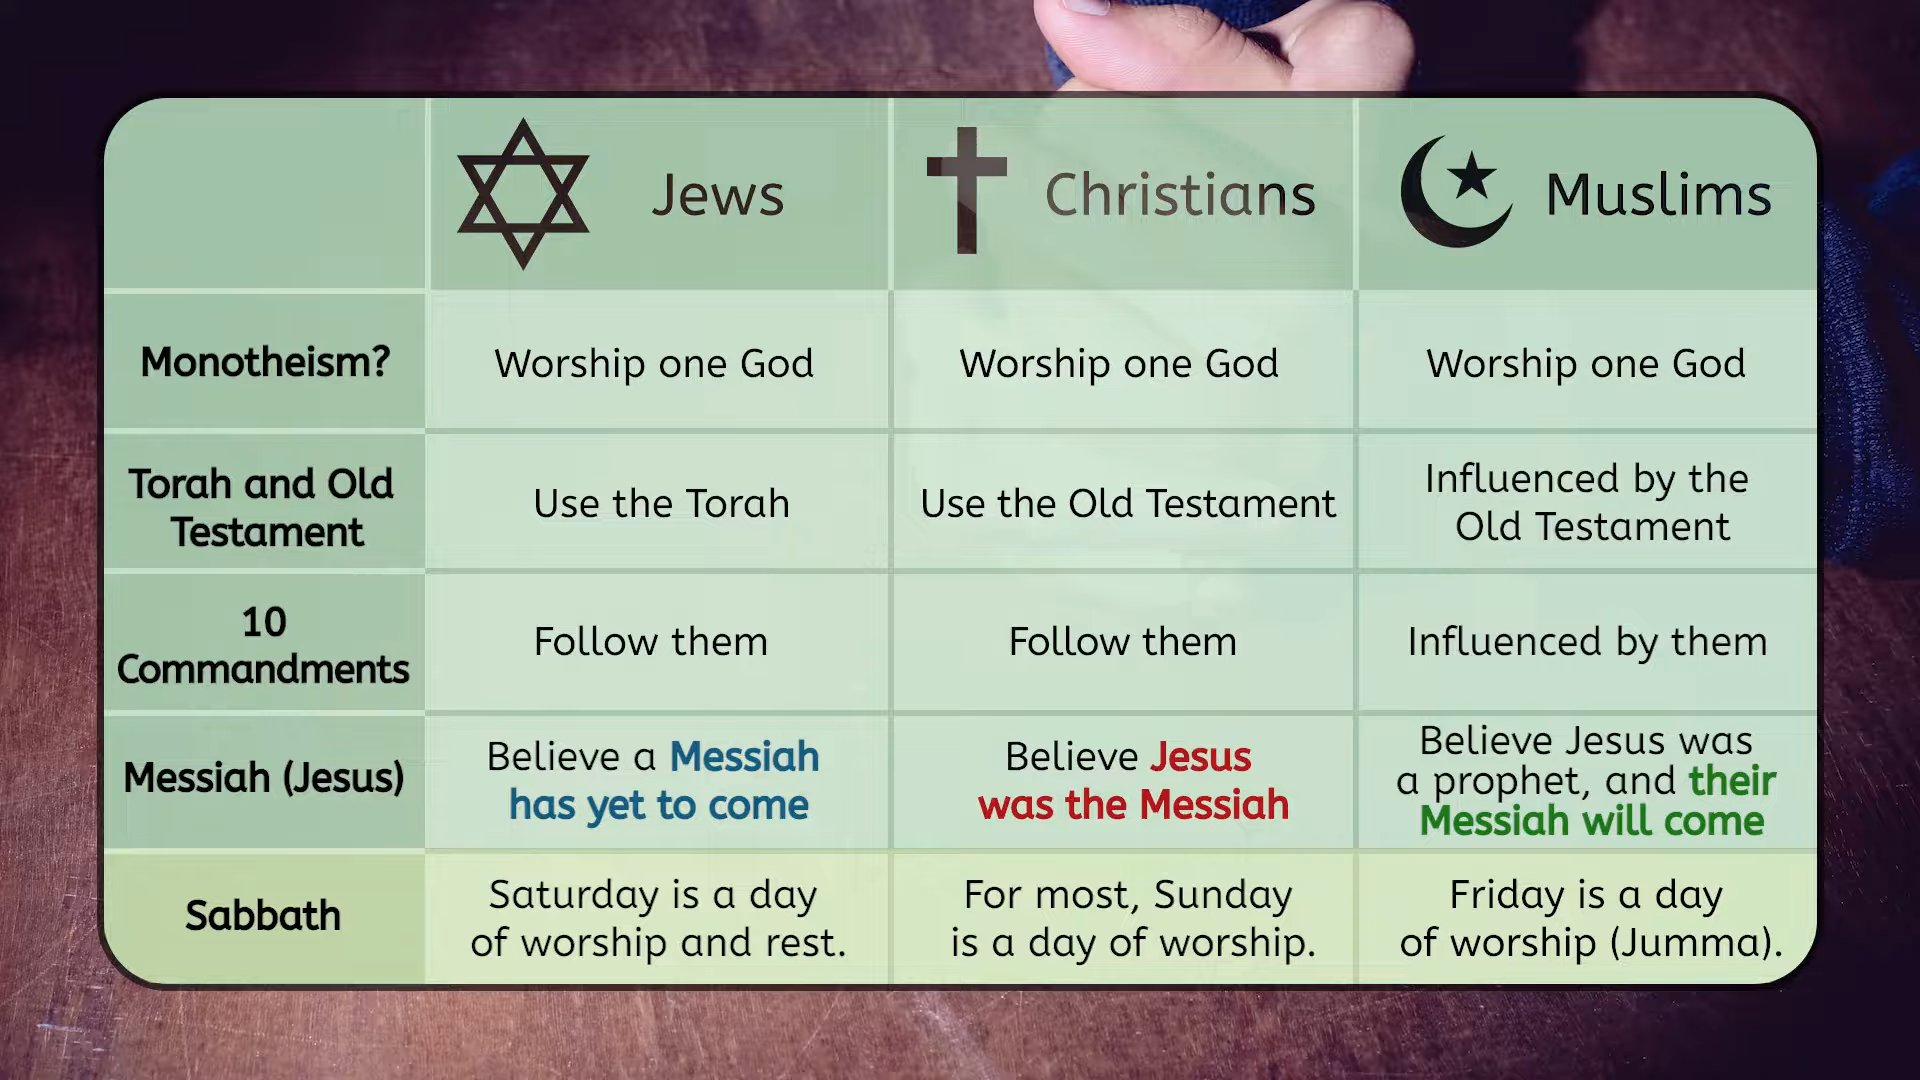 Jews
Christians
Muslims
Monotheism?
Worship one God
Worship one God
Worship one God
Torah and Old
Testament
Use the Torah
Use the Old Testament
Influenced by the
Old Testament
10
Commandments
Follow them
Follow them
Influenced by them
Messiah (Jesus)
Believe a Messiah
has yet to come
Believe Jesus
was the Messiah
Believe Jesus was
a prophet, and their
Messiah will come
Sabbath
Saturday is a day
of worship and rest.
For most, Sunday
is a day of worship.
Friday is a day
of worship (Jumma).